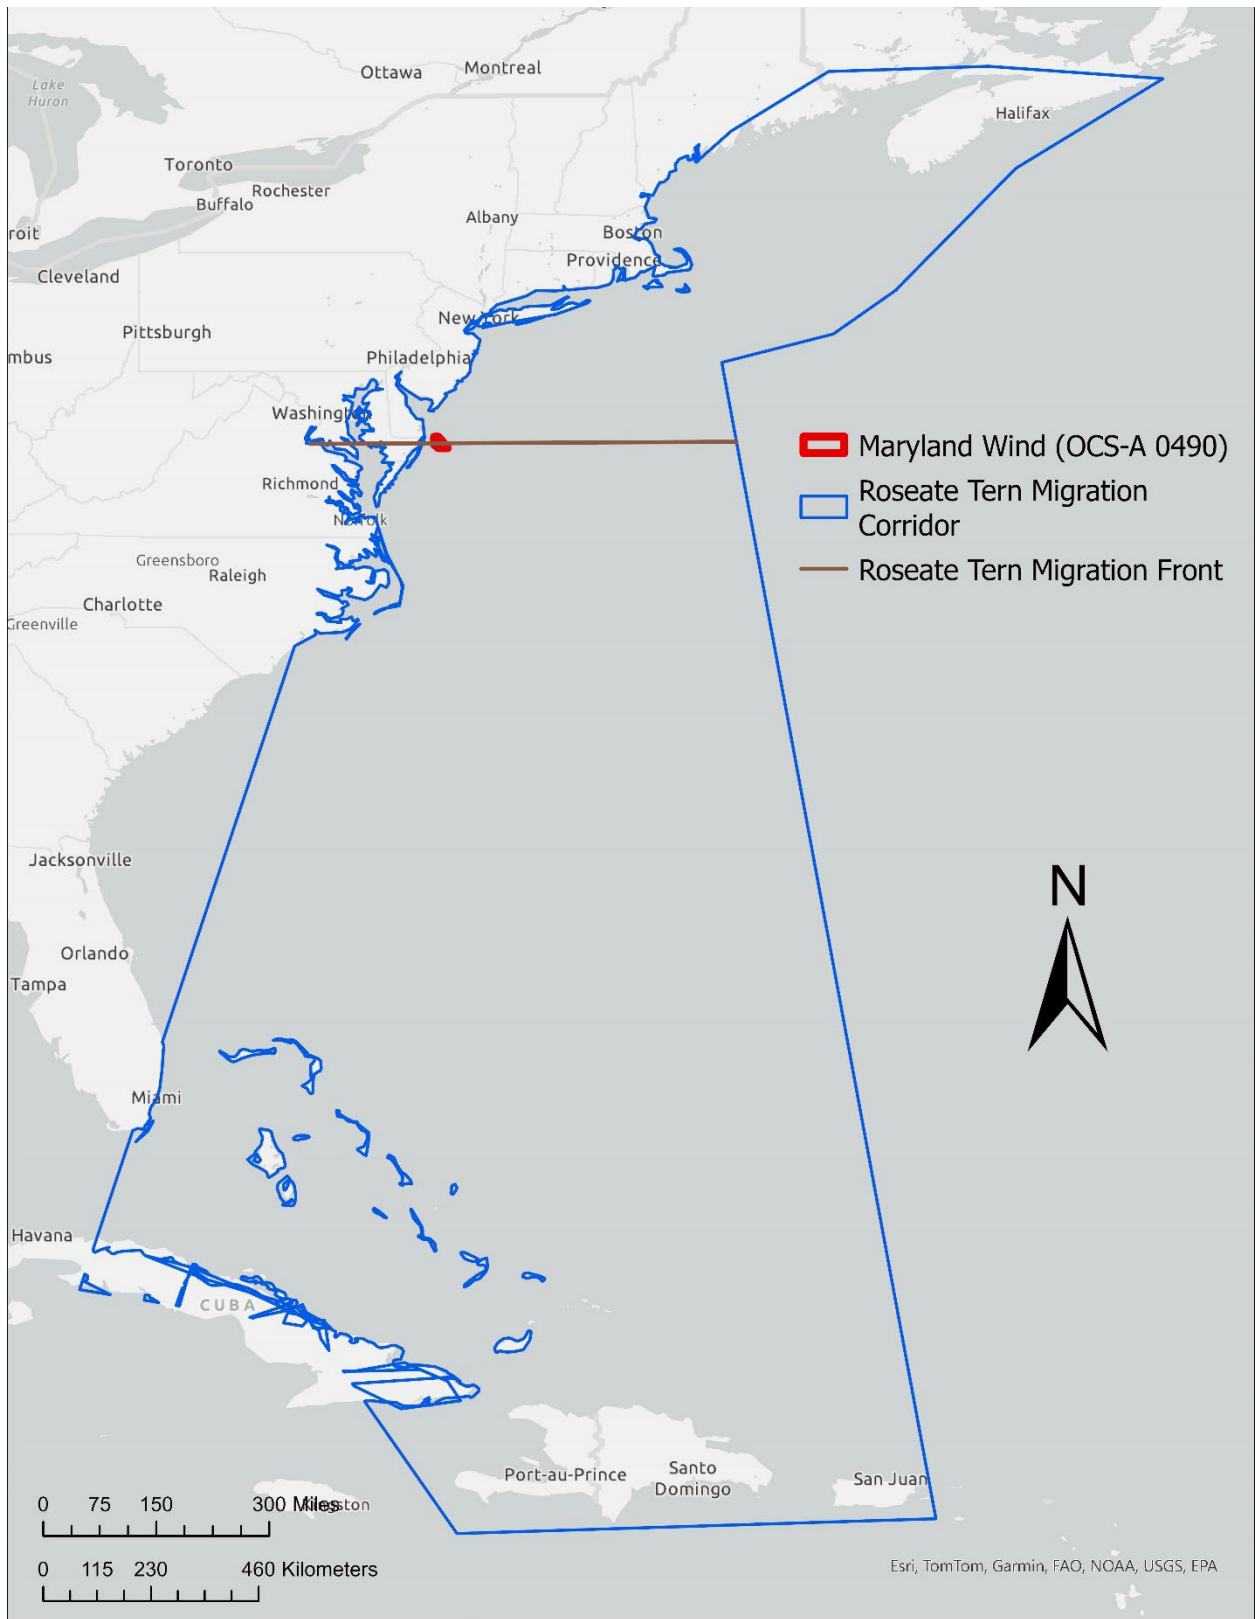 Ottawa
Montreal
Lake
Huron
Halifax
Toronto
Rochester
Buffalo
Albany
roit
Boston
Providence
Cleveland
New York
Pittsburgh
mbus
Philadelphia
Washington
Maryland Wind (OCS-A 0490)
Richmond
Roseate Tern Migration
Corridor
Norfolk
Greensboro
Raleigh
Roseate Tern Migration Front
Charlotte
Greenville
Jacksonville
N
Orlando
Tampa
Miami
Havana
CUBA
Port-au-Prince
Santo
Domingo
San Juan
0 75 150 300 Miles
Kingston
0 115 230 460 Kilometers
Esri, TomTom, Garmin, FAO, NOAA, USGS, EPA